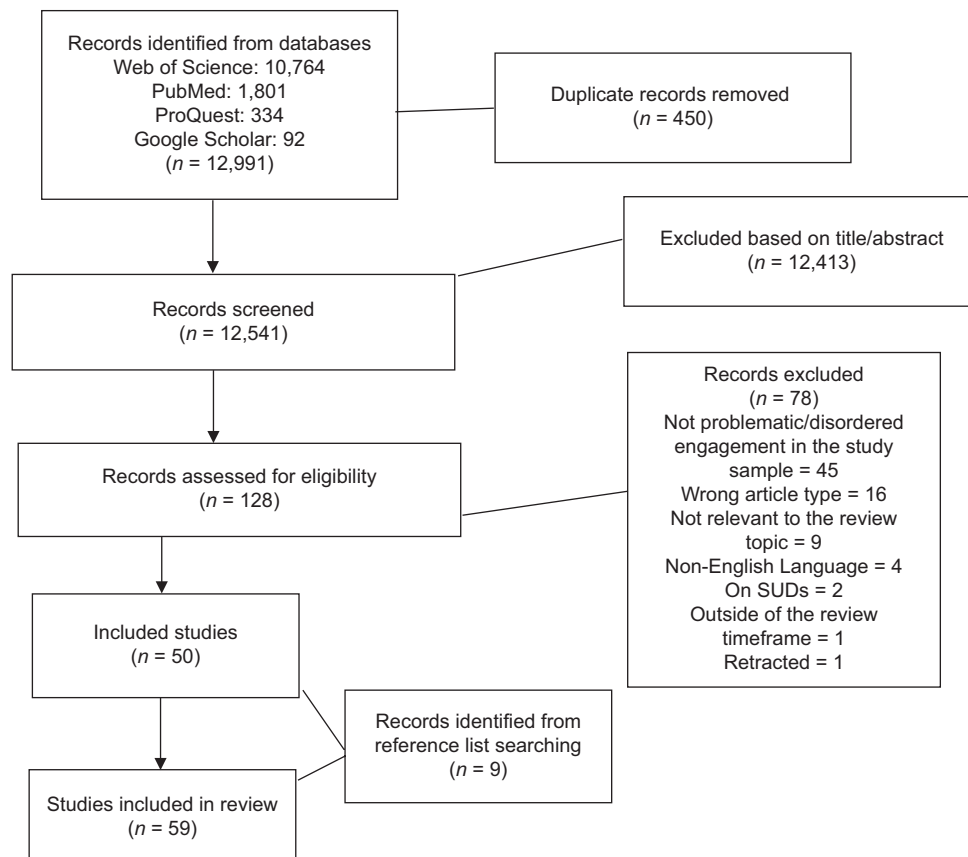 Records identified from databases
Web of Science: 10,764
PubMed: 1,801
ProQuest: 334
Google Scholar: 92
(n = 12,991)
Duplicate records removed
(n = 450)
Excluded based on title/abstract
(n = 12,413)
Records screened
(n = 12,541)
Records excluded
(n = 78)
Not problematic/disordered
engagement in the study
sample = 45
Wrong article type = 16
Not relevant to the review
topic = 9
Non-English Language = 4
On SUDs = 2
Outside of the review
timeframe = 1
Retracted = 1
Records assessed for eligibility
(n = 128)
Included studies
(n = 50)
Records identified from
reference list searching
(n = 9)
Studies included in review
(n = 59)